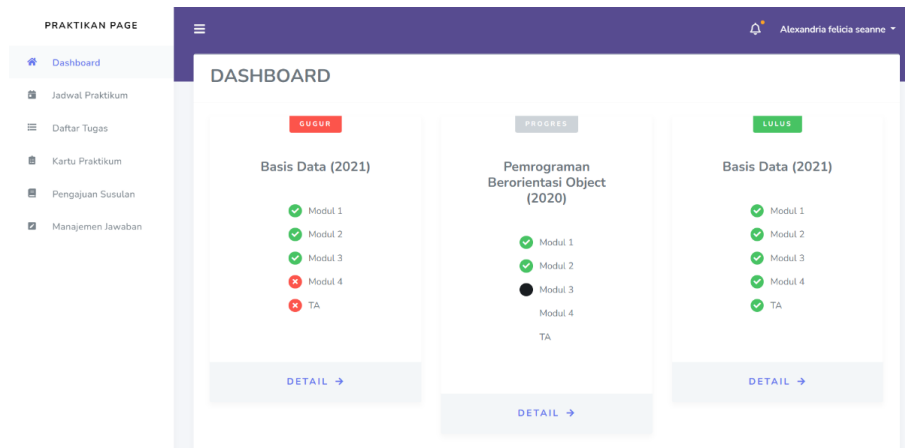 PRAKTIKAN PAGE
Dashboard
Jadwal Praktikum
Daftar Tugas
Kartu Praktikum
Pengajuan Susulan
Manajemen Jawaban
Alexandria felicia seanne
DASHBOARD
GUGUR
Basis Data (2021)
Modul 1
Modul 2
Modul 3
Modul 4
TA
DETAIL →
PROGRES
Pemrograman
Berorientasi Object
(2020)
Modul 1
Modul 2
Modul 3
Modul 4
TA
DETAIL →
LULUS
Basis Data (2021)
Modul 1
Modul 2
Modul 3
Modul 4
TA
DETAIL →